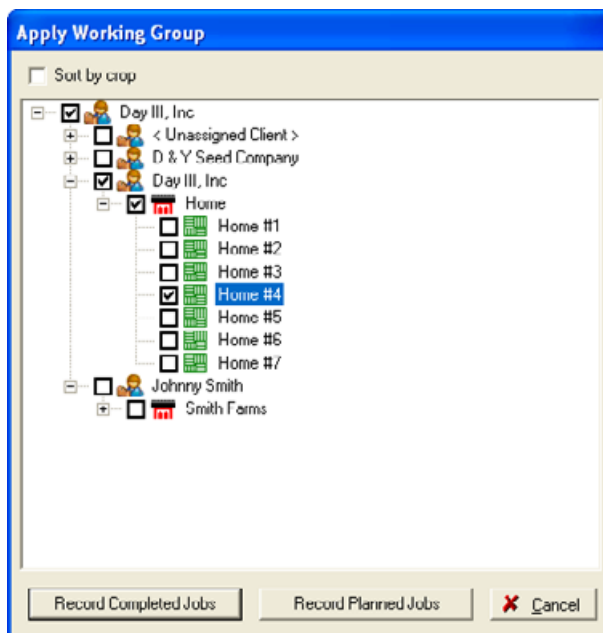 Apply Working Group
Sort by crop
Day III, Inc
< Unassigned Client >
D & Y Seed Company
Day III, Inc
Home
Home #1
Home #2
Home #3
Home #4
Home #5
Home #6
Home #7
Johnny Smith
Smith Farms
Record Completed Jobs
Record Planned Jobs
Cancel